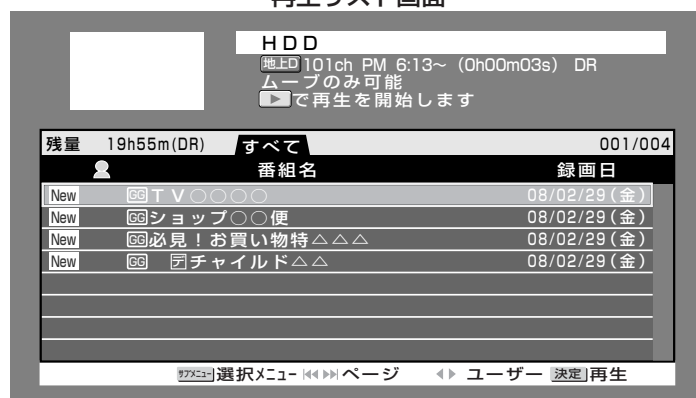 再生リスト画面
HDD
地上D 101ch PM 6:13~ (0h00m03s) DR
ムーブのみ可能
▶で再生を開始します
残量 19h55m(DR) すべて 001/004
番組名 録画日
New GG TV○○○○ 08/02/29(金)
New GG ショップ○○便 08/02/29(金)
New GG 必見!お買い物特△△△ 08/02/29(金)
New GG デチャイルド△△ 08/02/29(金)
サブメニュー 選択メニュー ページ ユーザー 決定 再生